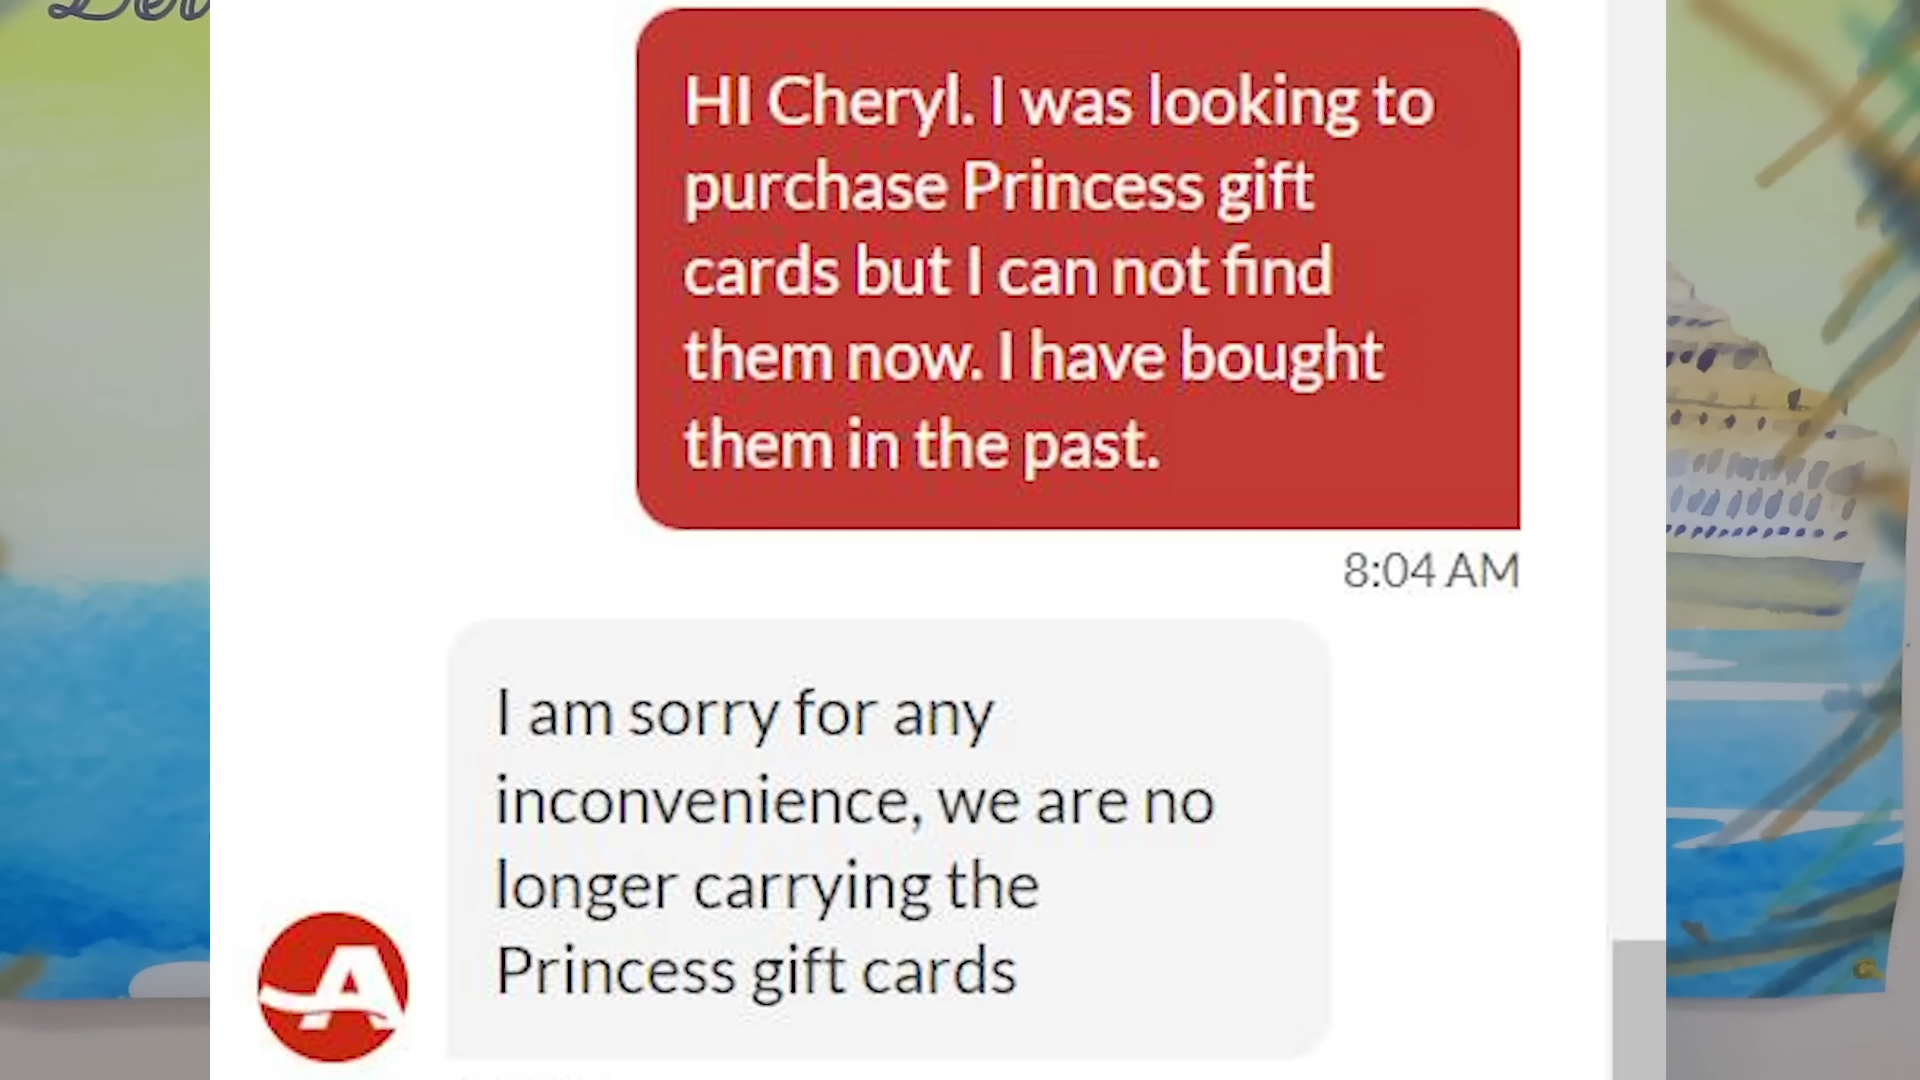 HI Cheryl. I was looking to
purchase Princess gift
cards but I can not find
them now. I have bought
them in the past.
8:04 AM
I am sorry for any
inconvenience, we are no
longer carrying the
Princess gift cards